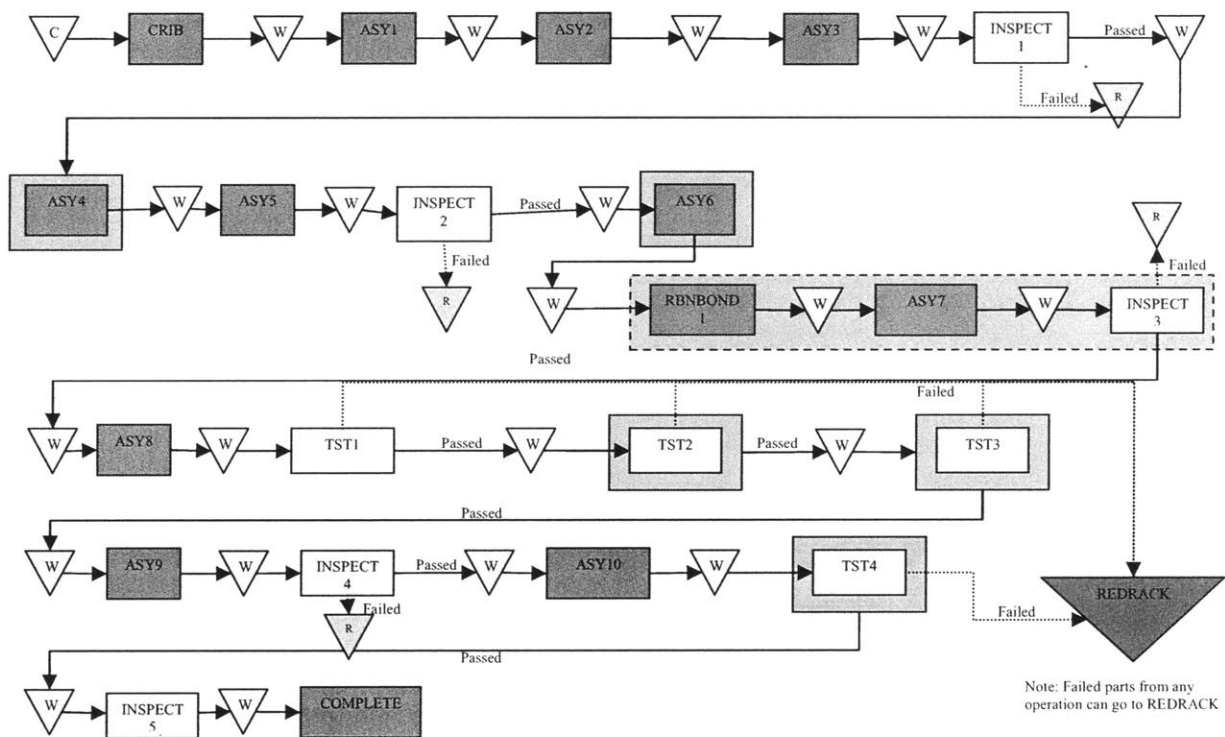 C
CRIB
W
ASY1
W
ASY2
W
ASY3
W
INSPECT
1
Passed
W
Failed
R
ASY4
W
ASY5
W
INSPECT
2
Passed
W
ASY6
Failed
R
W
RBNBOND
1
W
ASY7
W
INSPECT
3
Failed
R
Passed
Failed
W
ASY8
W
TST1
Passed
W
TST2
Passed
W
TST3
Passed
W
ASY9
W
INSPECT
4
Passed
W
ASY10
W
TST4
Failed
REDRACK
Failed
R
Passed
W
INSPECT
5
W
COMPLETE
Note: Failed parts from any
operation can go to REDRACK